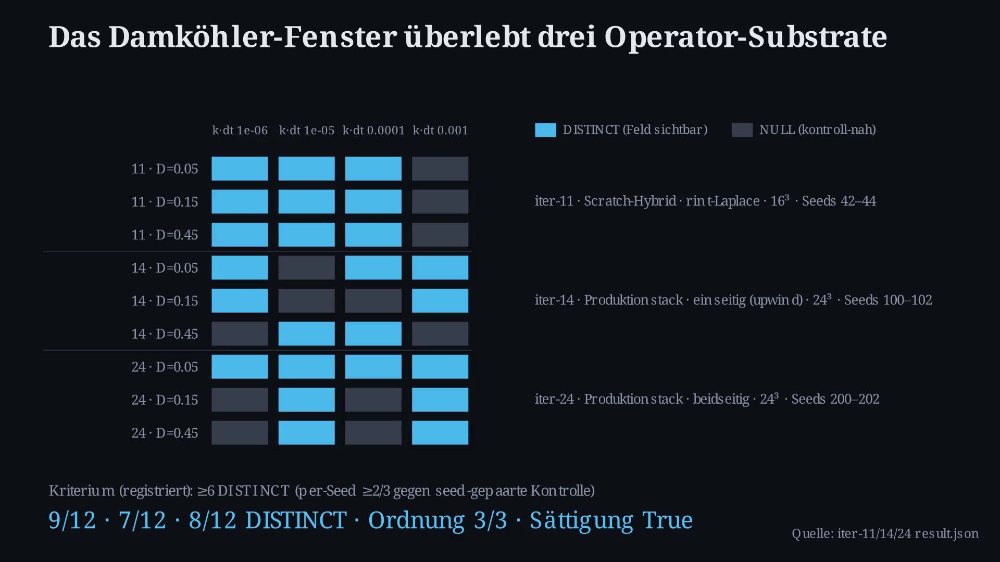 Das Damköhler-Fenster überlebt drei Operator-Substrate
k·dt 1e-06 k·dt 1e-05 k·dt 0.0001 k·dt 0.001
DISTINCT (Feld sichtbar) NULL (kontroll-nah)
11 · D=0.05
11 · D=0.15
iter-11 · Scratch-Hybrid · rint-Laplace · 16³ · Seeds 42–44
11 · D=0.45
14 · D=0.05
14 · D=0.15
iter-14 · Produktionstack · einseitig (upwind) · 24³ · Seeds 100–102
14 · D=0.45
24 · D=0.05
24 · D=0.15
iter-24 · Produktionstack · beidseitig · 24³ · Seeds 200–202
24 · D=0.45
Kriterium (registriert): ≥6 DISTINCT (per-Seed ≥2/3 gegen seed-gepaarte Kontrolle)
9/12 · 7/12 · 8/12 DISTINCT · Ordnung 3/3 · Sättigung True
Quelle: iter-11/14/24 result.json